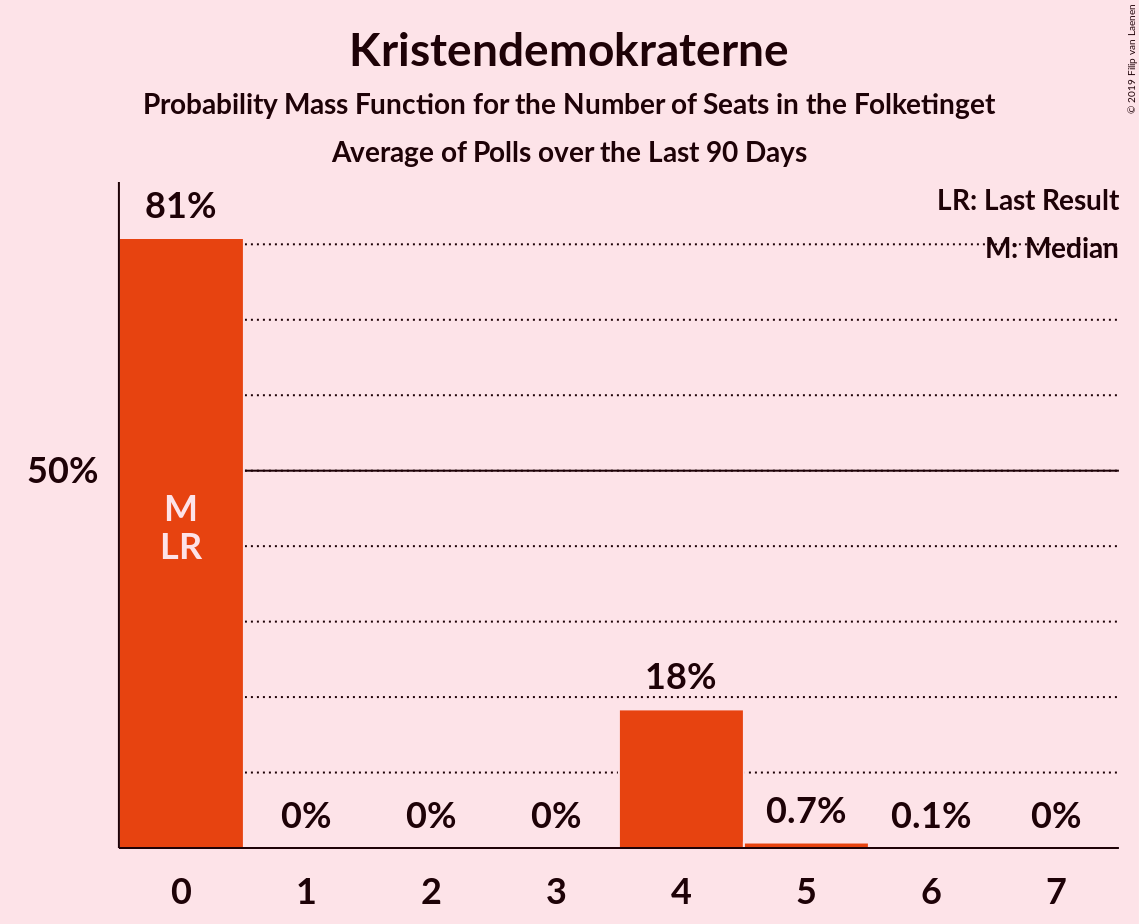 Kristendemokraterne
Probability Mass Function for the Number of Seats in the Folketinget
Average of Polls over the Last 90 Days
© 2019 Filip van Laenen
LR: Last Result
M: Median
81%
50%
M
LR
18%
0%
0%
0%
0.7%
0.1%
0%
0
1
2
3
4
5
6
7